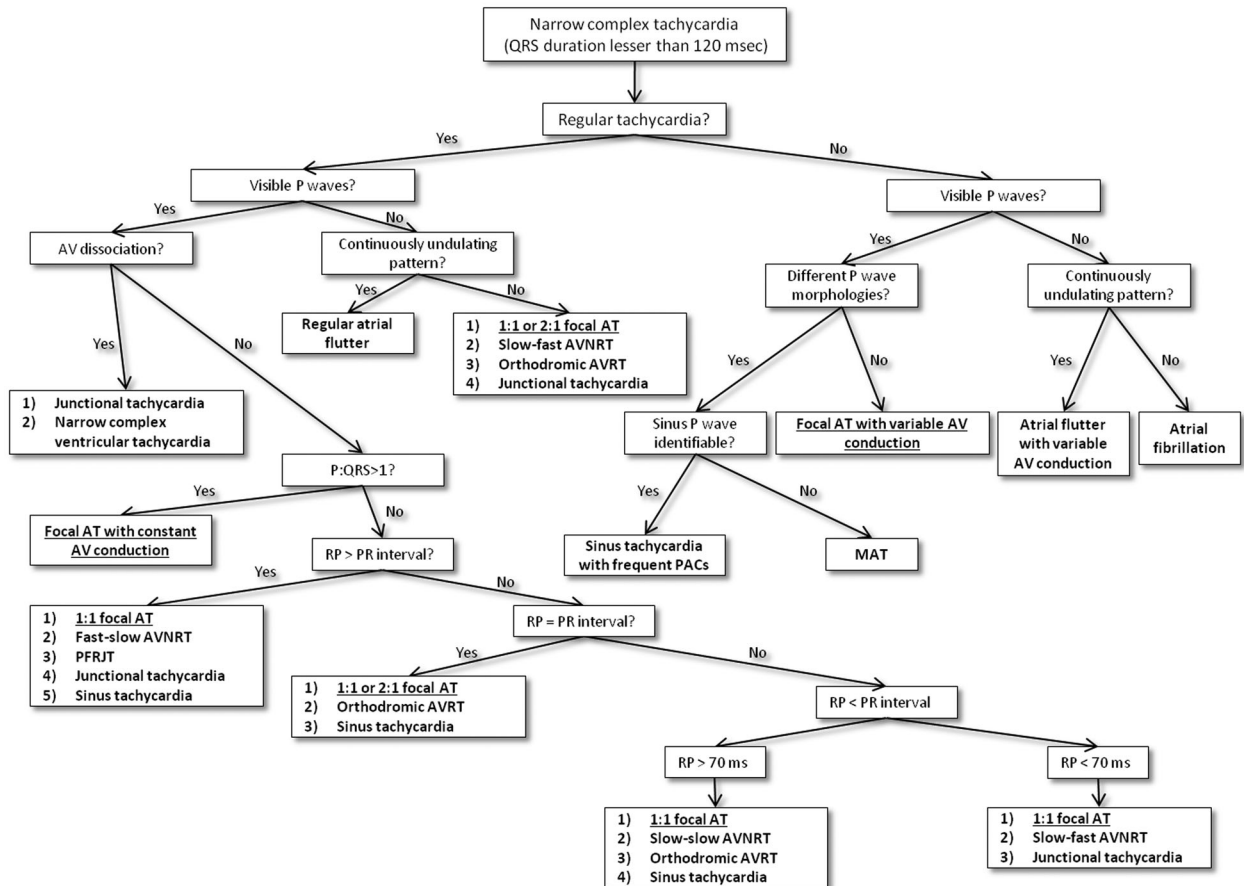 Narrow complex tachycardia
(QRS duration lesser than 120 msec)
Regular tachycardia?
Yes
No
Visible P waves?
Visible P waves?
Yes
No
Yes
No
AV dissociation?
Continuously undulating
pattern?
Different P wave
morphologies?
Continuously
undulating pattern?
Yes
No
Yes
No
Yes
No
Yes
No
Regular atrial
flutter
1) 1:1 or 2:1 focal AT
2) Slow-fast AVNRT
3) Orthodromic AVRT
4) Junctional tachycardia
1) Junctional tachycardia
2) Narrow complex
ventricular tachycardia
Sinus P wave
identifiable?
Focal AT with variable AV
conduction
Atrial flutter
with variable
AV conduction
Atrial
fibrillation
P:QRS>1?
Yes
No
Yes
No
Focal AT with constant
AV conduction
RP > PR interval?
Sinus tachycardia
with frequent PACs
MAT
Yes
No
1) 1:1 focal AT
2) Fast-slow AVNRT
3) PFRJT
4) Junctional tachycardia
5) Sinus tachycardia
RP = PR interval?
Yes
No
1) 1:1 or 2:1 focal AT
2) Orthodromic AVRT
3) Sinus tachycardia
RP < PR interval
RP > 70 ms
RP < 70 ms
1) 1:1 focal AT
2) Slow-slow AVNRT
3) Orthodromic AVRT
4) Sinus tachycardia
1) 1:1 focal AT
2) Slow-fast AVNRT
3) Junctional tachycardia